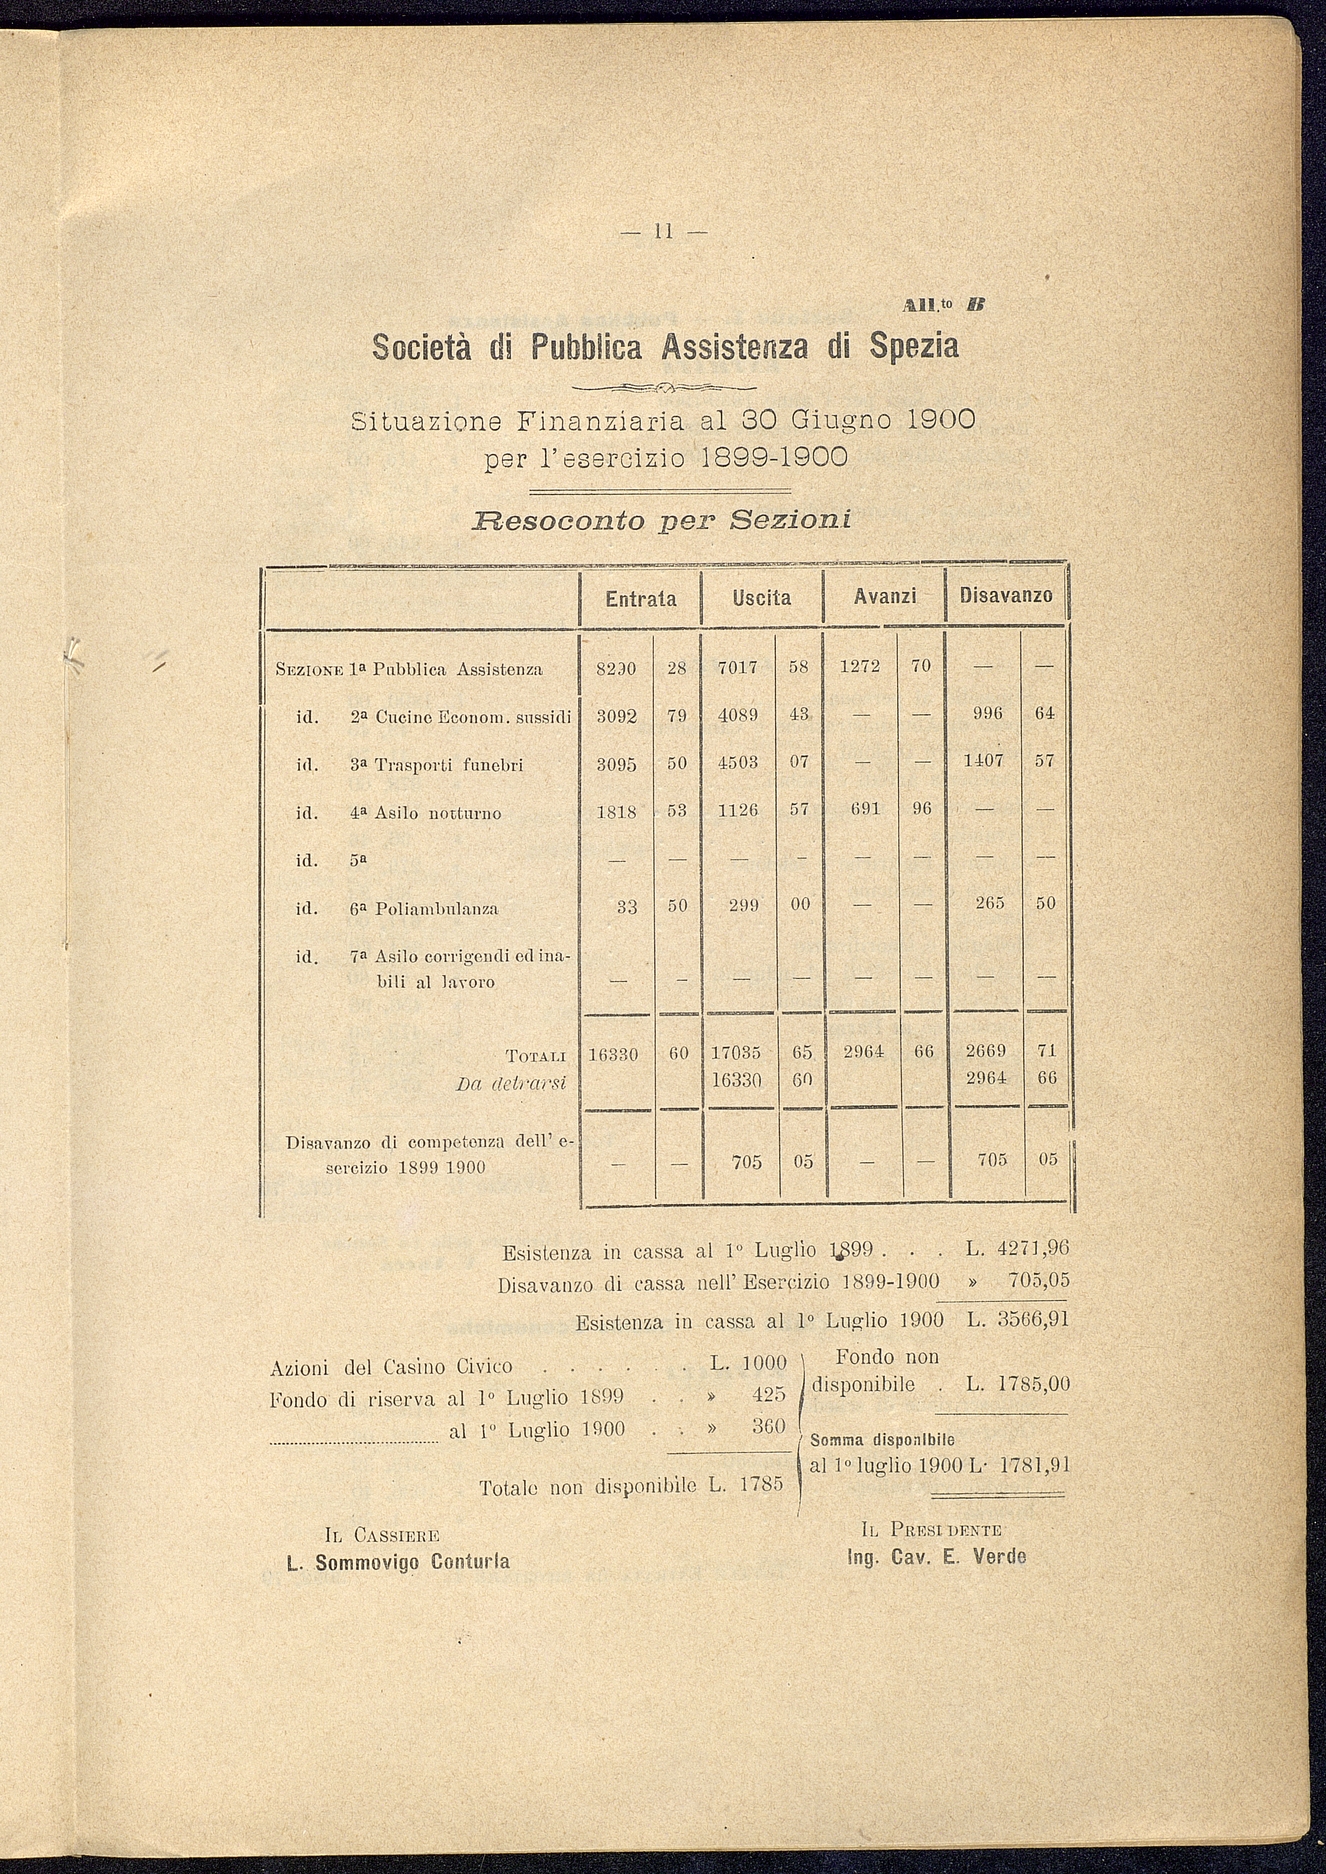 — 11 —
All.to B
Società di Pubblica Assistenza di Spezia
Situazione Finanziaria al 30 Giugno 1900
per l'esercizio 1899-1900
Resoconto per Sezioni
Entrata Uscita Avanzi Disavanzo
SEZIONE 1ª Pubblica Assistenza 8290 28 7017 58 1272 70 — —
id. 2ª Cucine Econom. sussidi 3092 79 4089 43 — — 996 64
id. 3ª Trasporti funebri 3095 50 4503 07 — — 1407 57
id. 4ª Asilo notturno 1818 53 1126 57 691 96 — —
id. 5ª — — — – — — — —
id. 6ª Poliambulanza 33 50 299 00 — — 265 50
id. 7ª Asilo corrigendi ed ina-
bili al lavoro — – — — — — — —
TOTALI 16330 60 17035 65 2964 66 2669 71
Da detrarsi 16330 60 2964 66
Disavanzo di competenza dell' e-
sercizio 1899 1900 — — 705 05 — — 705 05
Esistenza in cassa al 1º Luglio 1899 . . . L. 4271,96
Disavanzo di cassa nell' Esercizio 1899-1900 » 705,05
Esistenza in cassa al 1º Luglio 1900 L. 3566,91
Azioni del Casino Civico . . . . . . L. 1000
Fondo di riserva al 1º Luglio 1899 . . » 425
al 1º Luglio 1900 . . » 360
Totale non disponibile L. 1785
Fondo non
disponibile . L. 1785,00
Somma disponibile
al 1º luglio 1900 L. 1781,91
IL CASSIERE
L. Sommovigo Conturla
IL PRESIDENTE
Ing. Cav. E. Verde